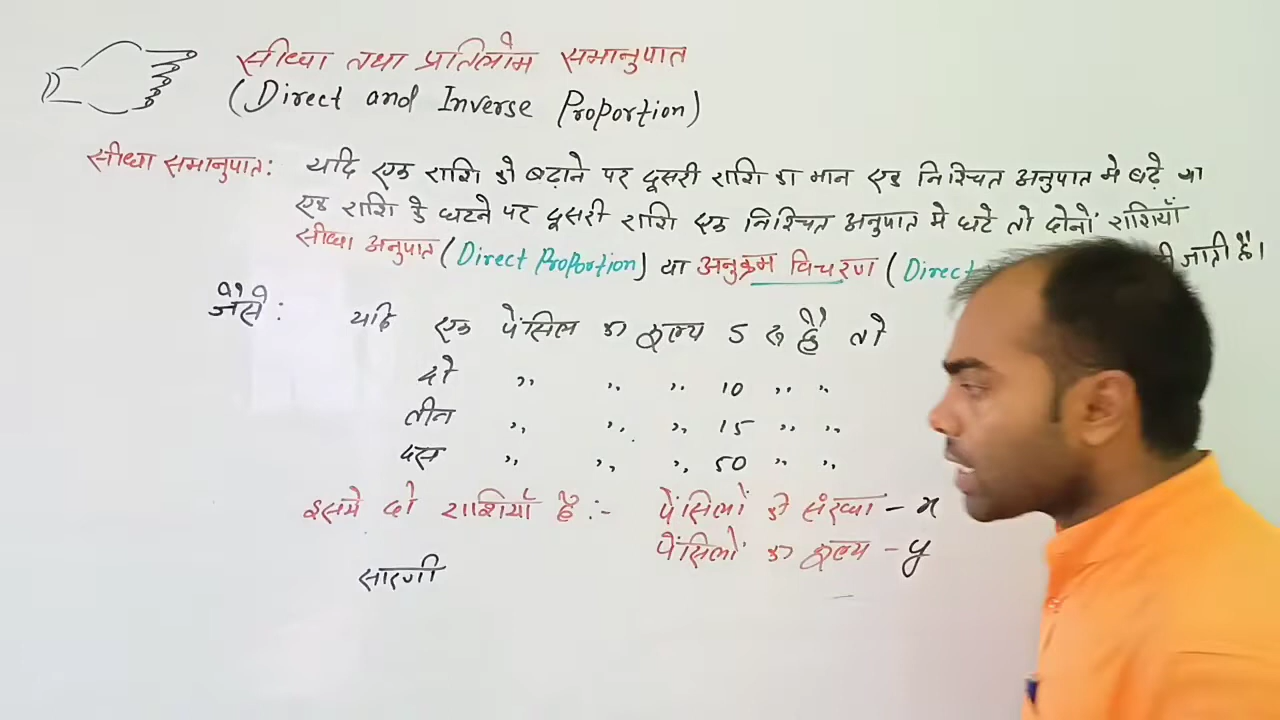 सीधा तथा प्रतिलोम समानुपात
(Direct and Inverse Proportion)
सीधा समानुपात: यदि एक राशि को बढ़ाने पर दूसरी राशि का मान एक निश्चित अनुपात मे बढ़े या
एक राशि के घटने पर दूसरी राशि एक निश्चित अनुपात मे घटे तो दोनों राशियाँ
सीधा अनुपात (Direct Proportion) या अनुक्रम विचरण (Direct जाती है।
जैसे: यदि एक पेंसिल का मूल्य 5 रू है तो
दो " " " 10 " "
तीन " " " 15 " "
दस " " " 50 " "
इसमे दो राशियाँ है :- पेंसिलों की संख्या - x
पेंसिलों का मूल्य - y
सारणी